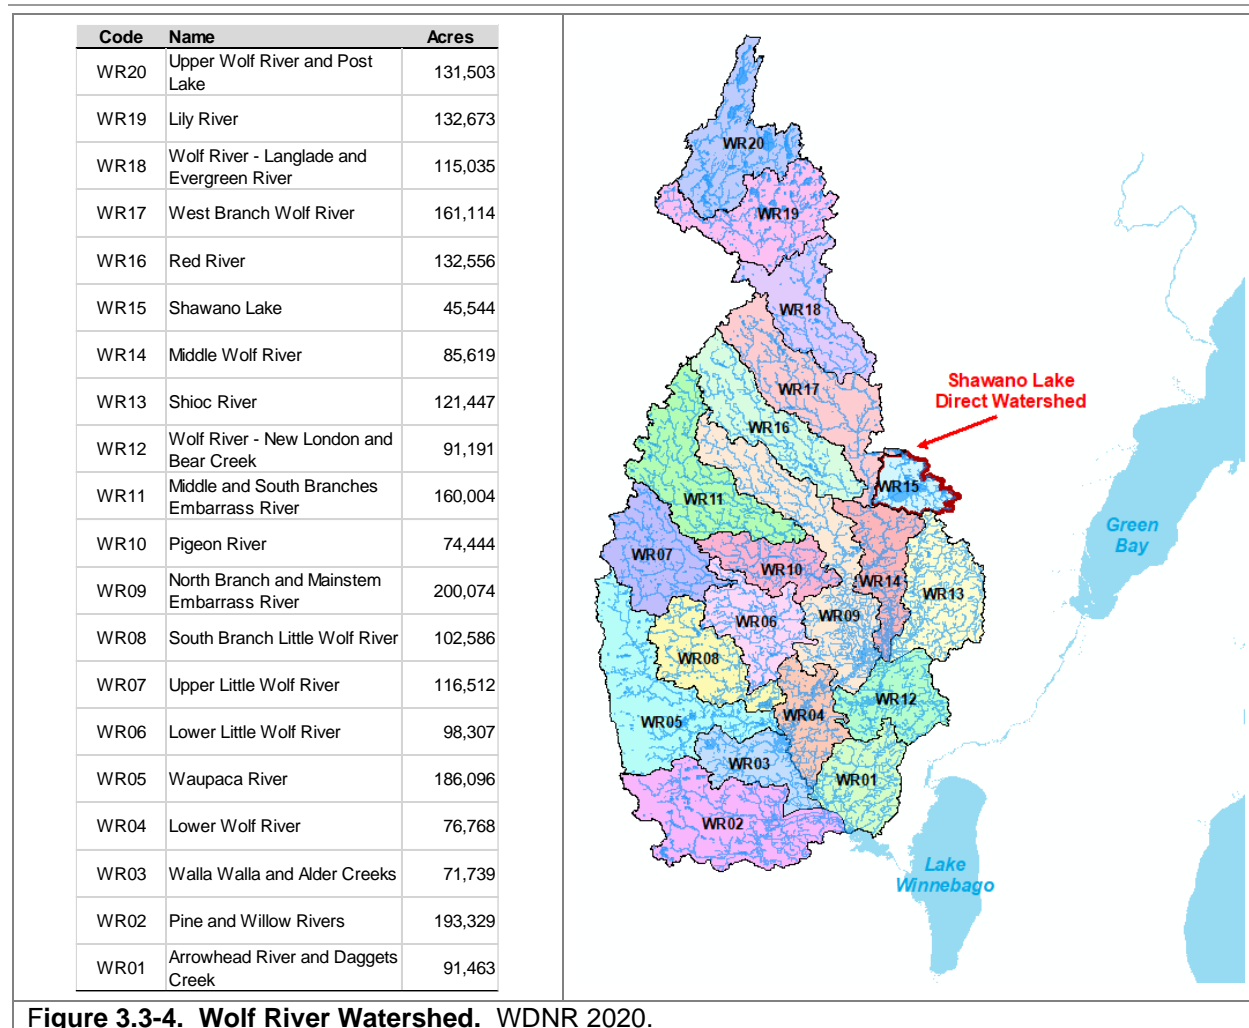 Code Name Acres
WR20 Upper Wolf River and Post
Lake 131,503
WR19 Lily River 132,673
WR18 Wolf River - Langlade and
Evergreen River 115,035
WR17 West Branch Wolf River 161,114
WR16 Red River 132,556
WR15 Shawano Lake 45,544
WR14 Middle Wolf River 85,619
WR13 Shioc River 121,447
WR12 Wolf River - New London and
Bear Creek 91,191
WR11 Middle and South Branches
Embarrass River 160,004
WR10 Pigeon River 74,444
WR09 North Branch and Mainstem
Embarrass River 200,074
WR08 South Branch Little Wolf River 102,586
WR07 Upper Little Wolf River 116,512
WR06 Lower Little Wolf River 98,307
WR05 Waupaca River 186,096
WR04 Lower Wolf River 76,768
WR03 Walla Walla and Alder Creeks 71,739
WR02 Pine and Willow Rivers 193,329
WR01 Arrowhead River and Daggets
Creek 91,463
WR20
WR19
WR18
WR17
Shawano Lake
Direct Watershed
WR16
WR15
WR11
Green
Bay
WR07
WR10
WR14
WR13
WR06
WR09
WR08
WR12
WR05
WR04
WR03
WR01
WR02
Lake
Winnebago
Figure 3.3-4. Wolf River Watershed. WDNR 2020.